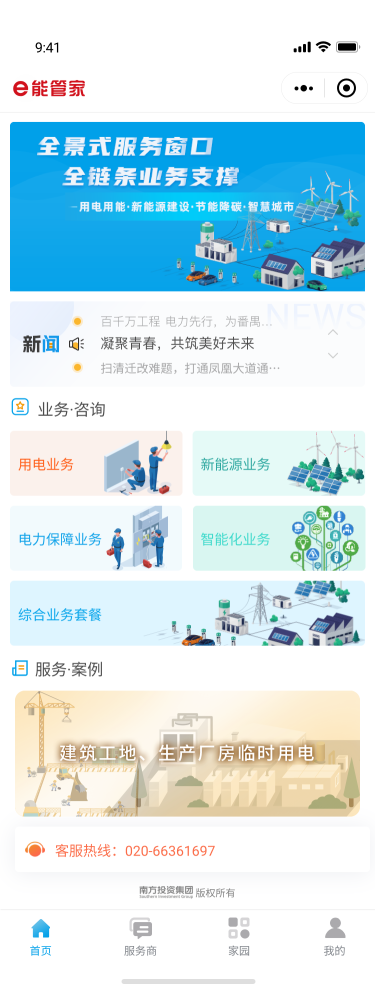 9:41
e能管家
全景式服务窗口
全链条业务支撑
—用电用能·新能源建设·节能降碳·智慧城市
NEWS
百千万工程 电力先行，为番禺...
新闻
凝聚青春，共筑美好未来
扫清迁改难题，打通凤凰大道通...
业务·咨询
用电业务
新能源业务
电力保障业务
智能化业务
综合业务套餐
服务·案例
建筑工地、生产厂房临时用电
客服热线：020-66361697
南方投资集团 版权所有
Southern Investment Group
首页
服务商
家园
我的